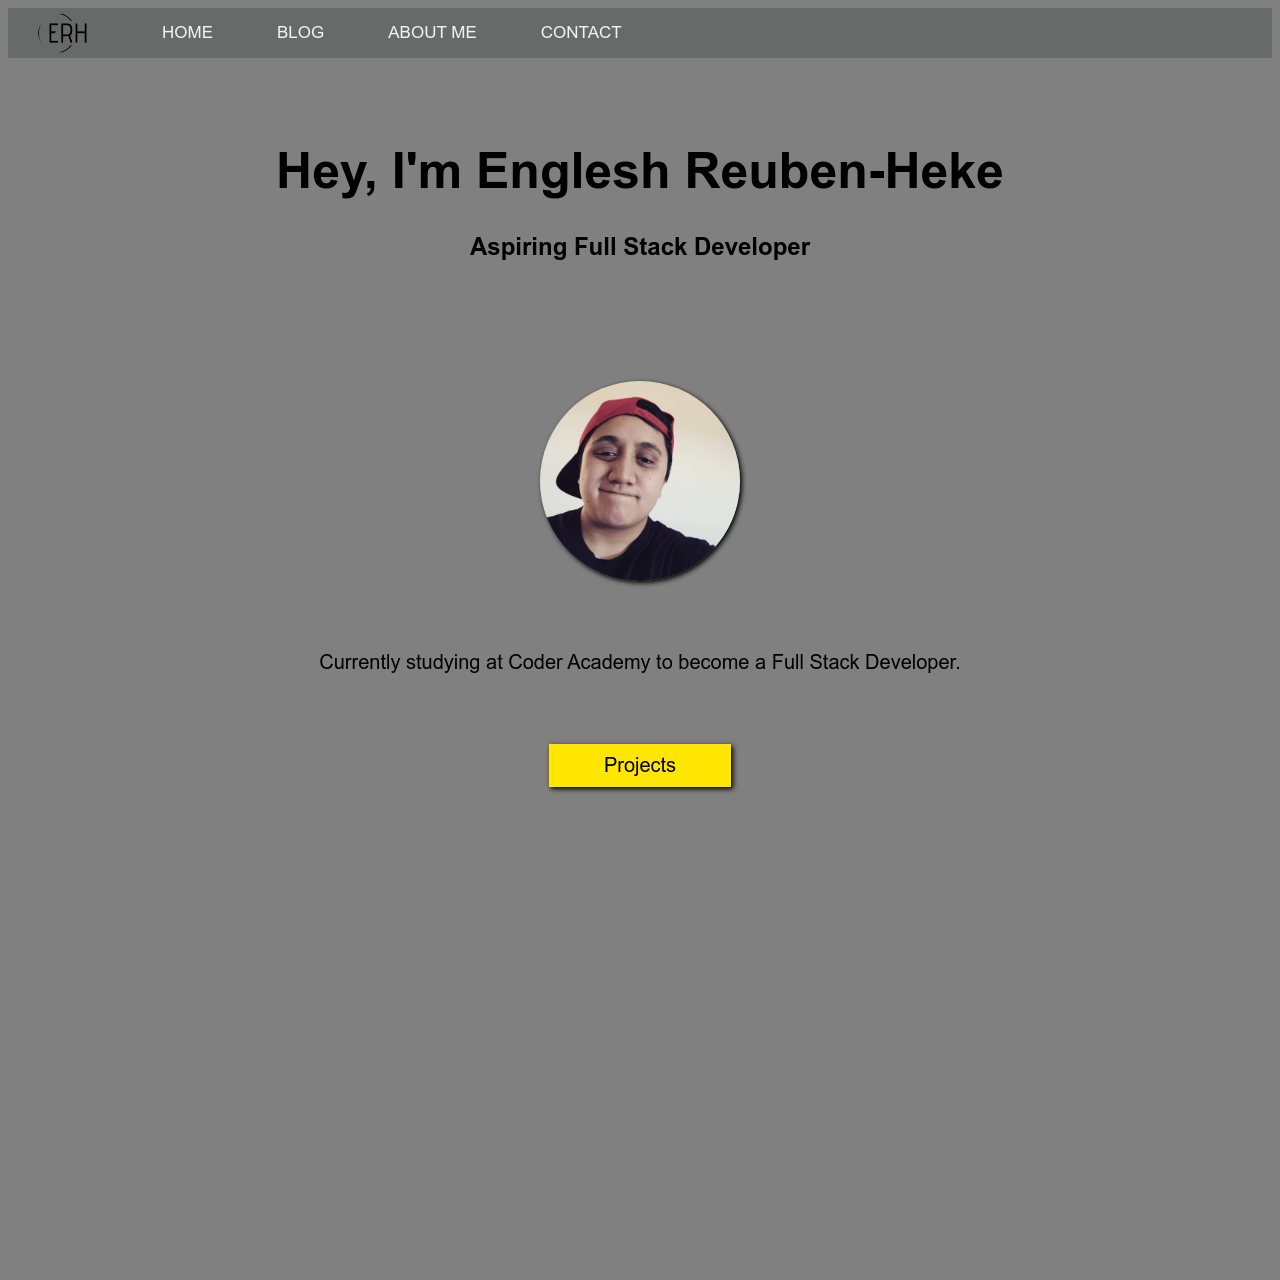 ERH
HOME
BLOG
ABOUT ME
CONTACT
Hey, I'm Englesh Reuben-Heke
Aspiring Full Stack Developer
Currently studying at Coder Academy to become a Full Stack Developer.
Projects